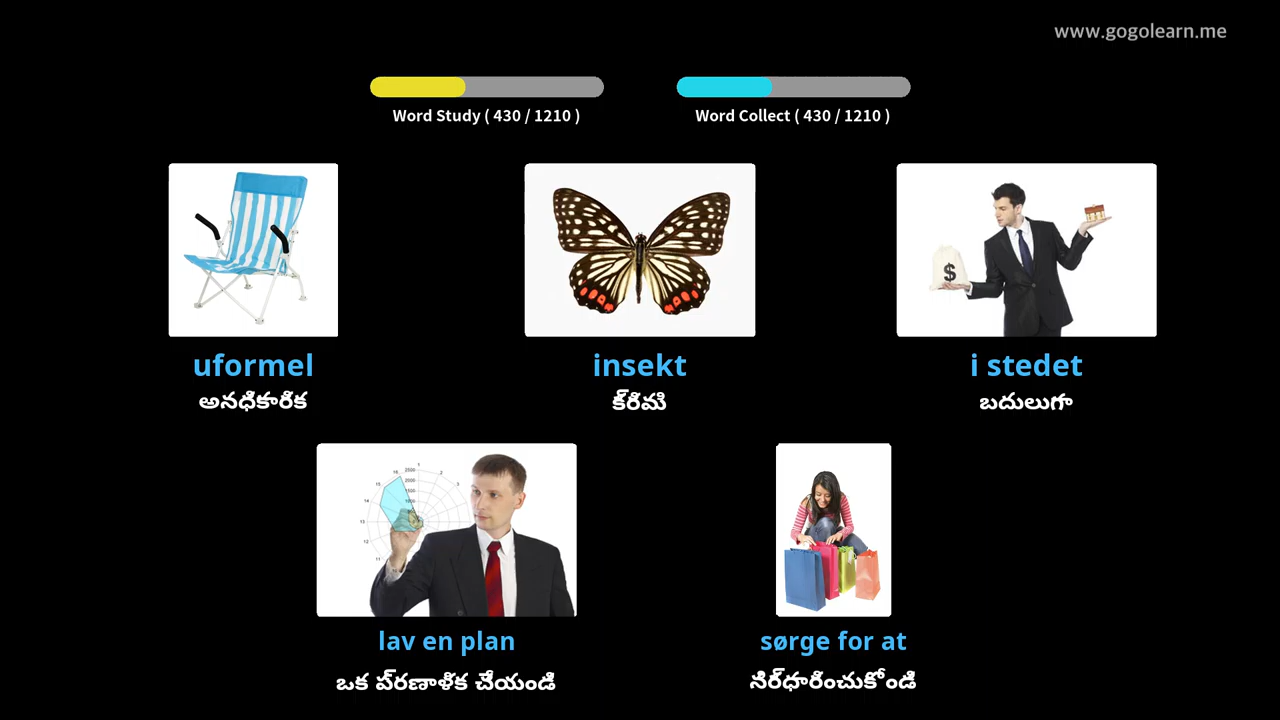 www.gogolearn.me
Word Study ( 430 / 1210 )
Word Collect ( 430 / 1210 )
uformel
అనధికారిక
insekt
క్రిమి
i stedet
బదులుగా
lav en plan
ఒక ప్రణాళిక చేయండి
sørge for at
నిర్ధారించుకోండి